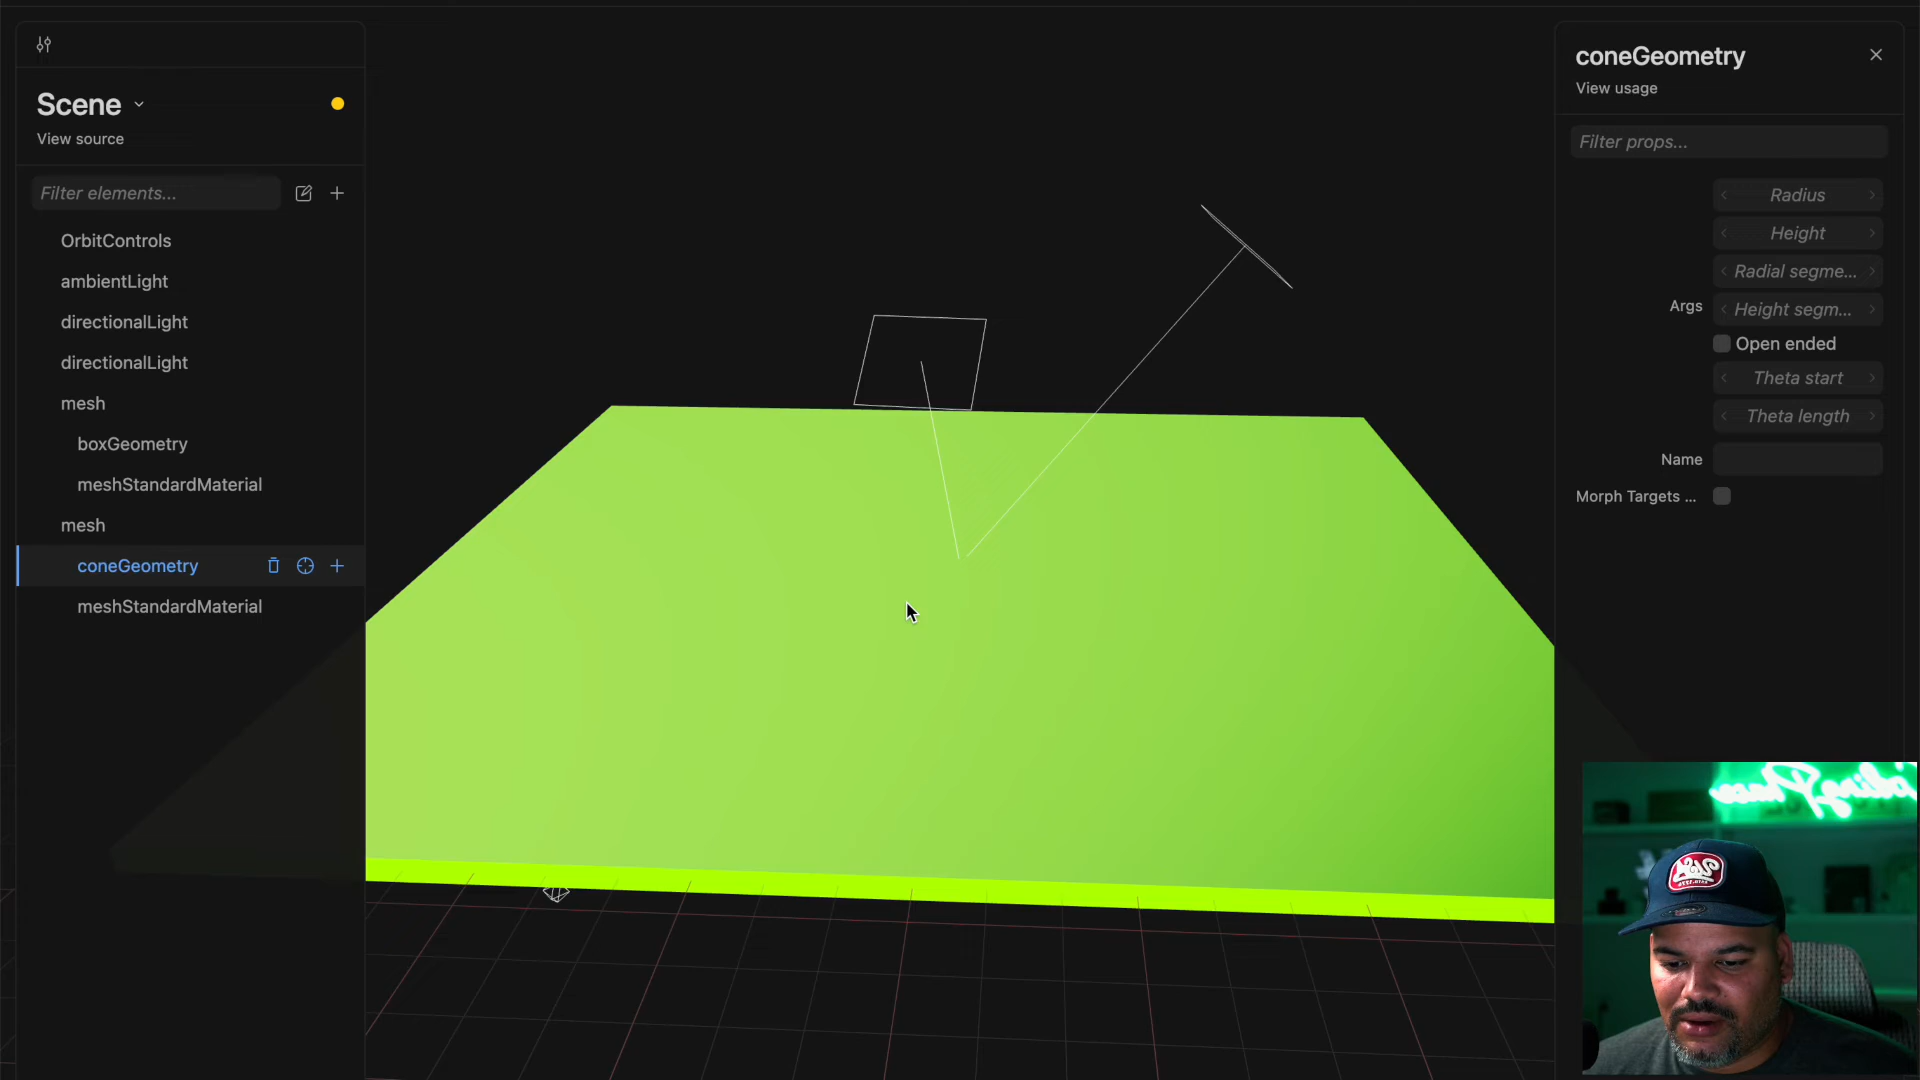 Scene
View source
Filter elements...
OrbitControls
ambientLight
directionalLight
directionalLight
mesh
boxGeometry
meshStandardMaterial
mesh
coneGeometry
meshStandardMaterial
coneGeometry
View usage
Filter props...
Radius
Height
Radial segme...
Args
Height segm...
Open ended
Theta start
Theta length
Name
Morph Targets ...